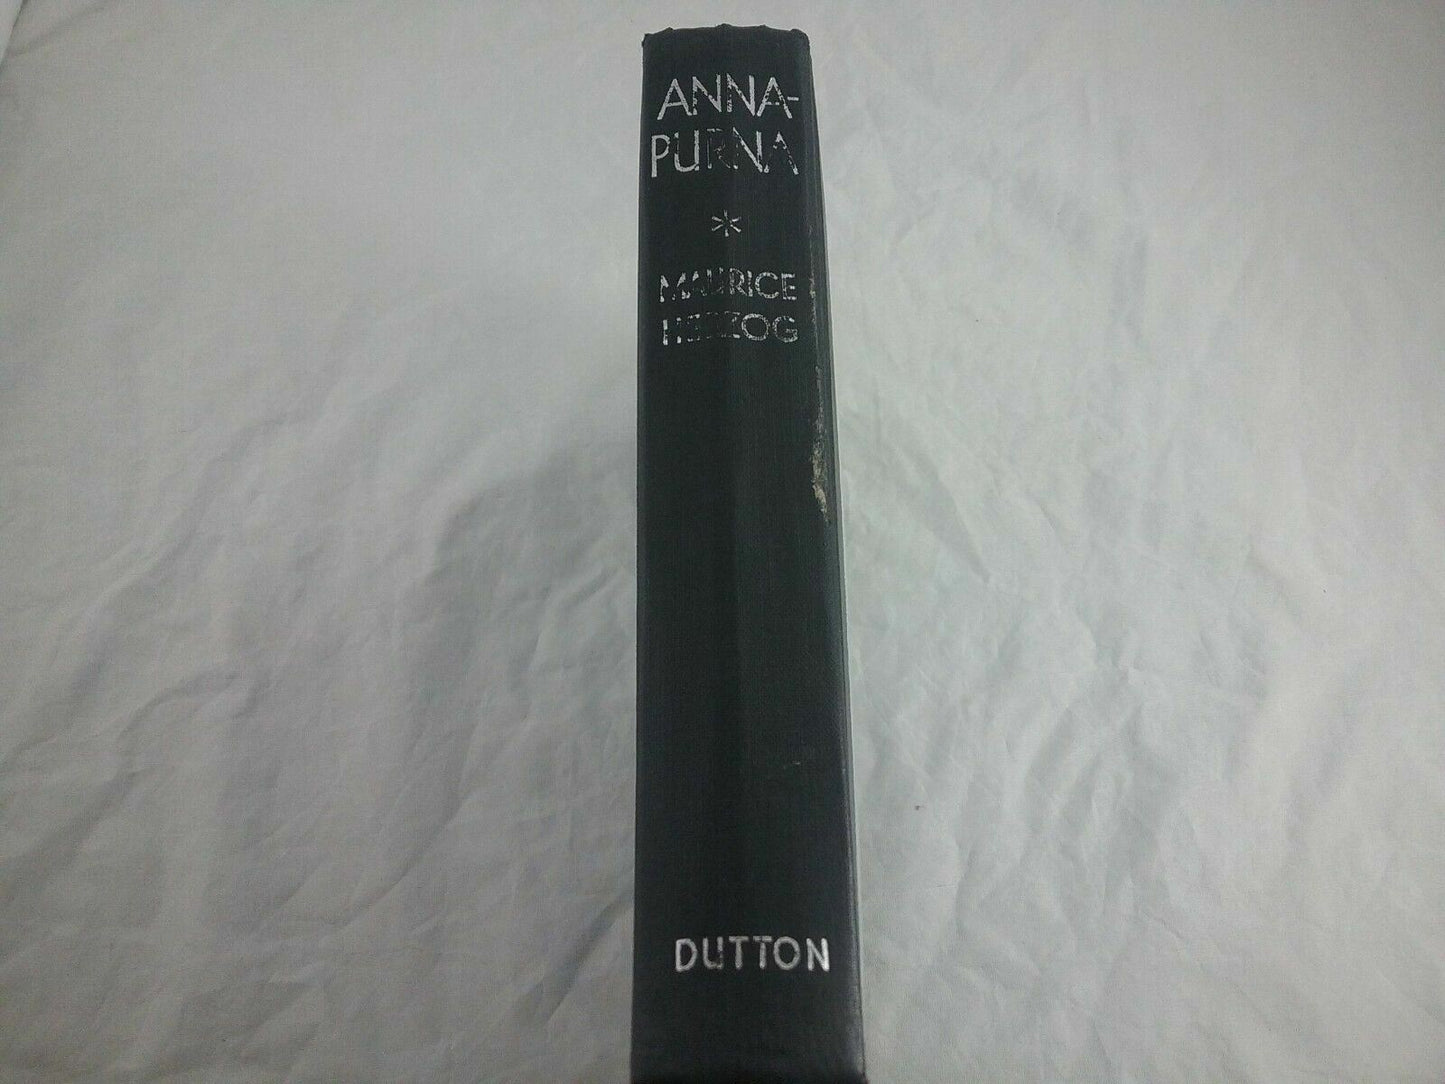 ANNA-
PURNA
*
MAURICE
HERZOG
DUTTON